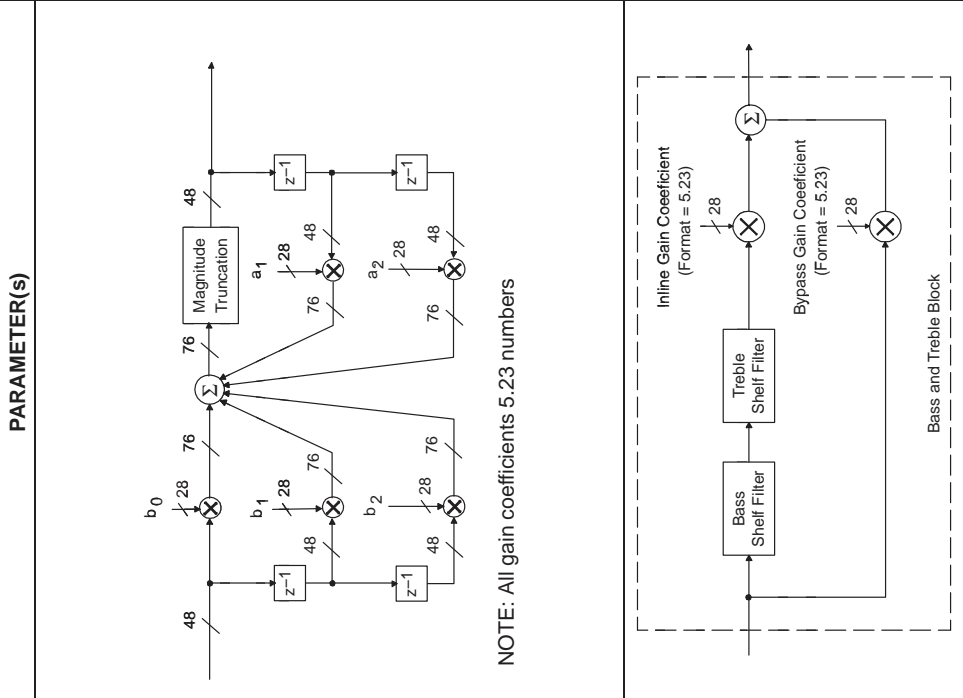 PARAMETER(s)
48
b0
28
76
Σ
76
Magnitude
Truncation
48
z−1
48
b1
28
76
z−1
48
a1
28
76
z−1
48
b2
28
76
z−1
48
a2
28
76
NOTE: All gain coefficients 5.23 numbers
Bass
Shelf Filter
Treble
Shelf Filter
Inline Gain Coeefficient
(Format = 5.23)
28
Σ
Bypass Gain Coeefficient
(Format = 5.23)
28
Bass and Treble Block